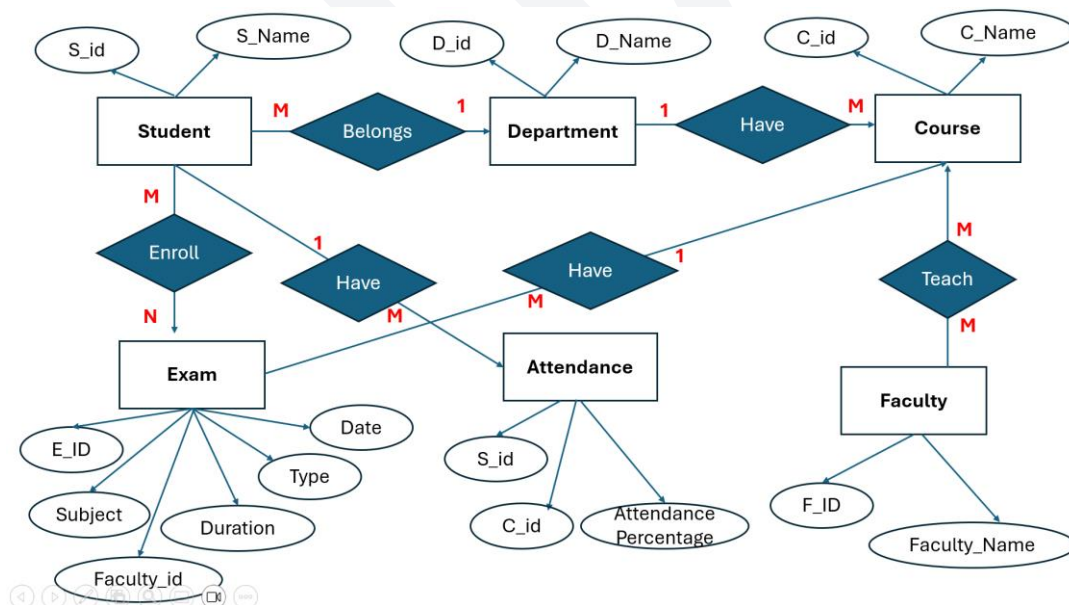 S_id
S_Name
D_id
D_Name
C_id
C_Name
Student
M
Belongs
1
Department
1
Have
M
Course
M
Enroll
N
1
Have
M
Have
1
M
M
Teach
M
Exam
Attendance
Faculty
E_ID
Subject
Faculty_id
Duration
Type
Date
S_id
C_id
Attendance
Percentage
F_ID
Faculty_Name